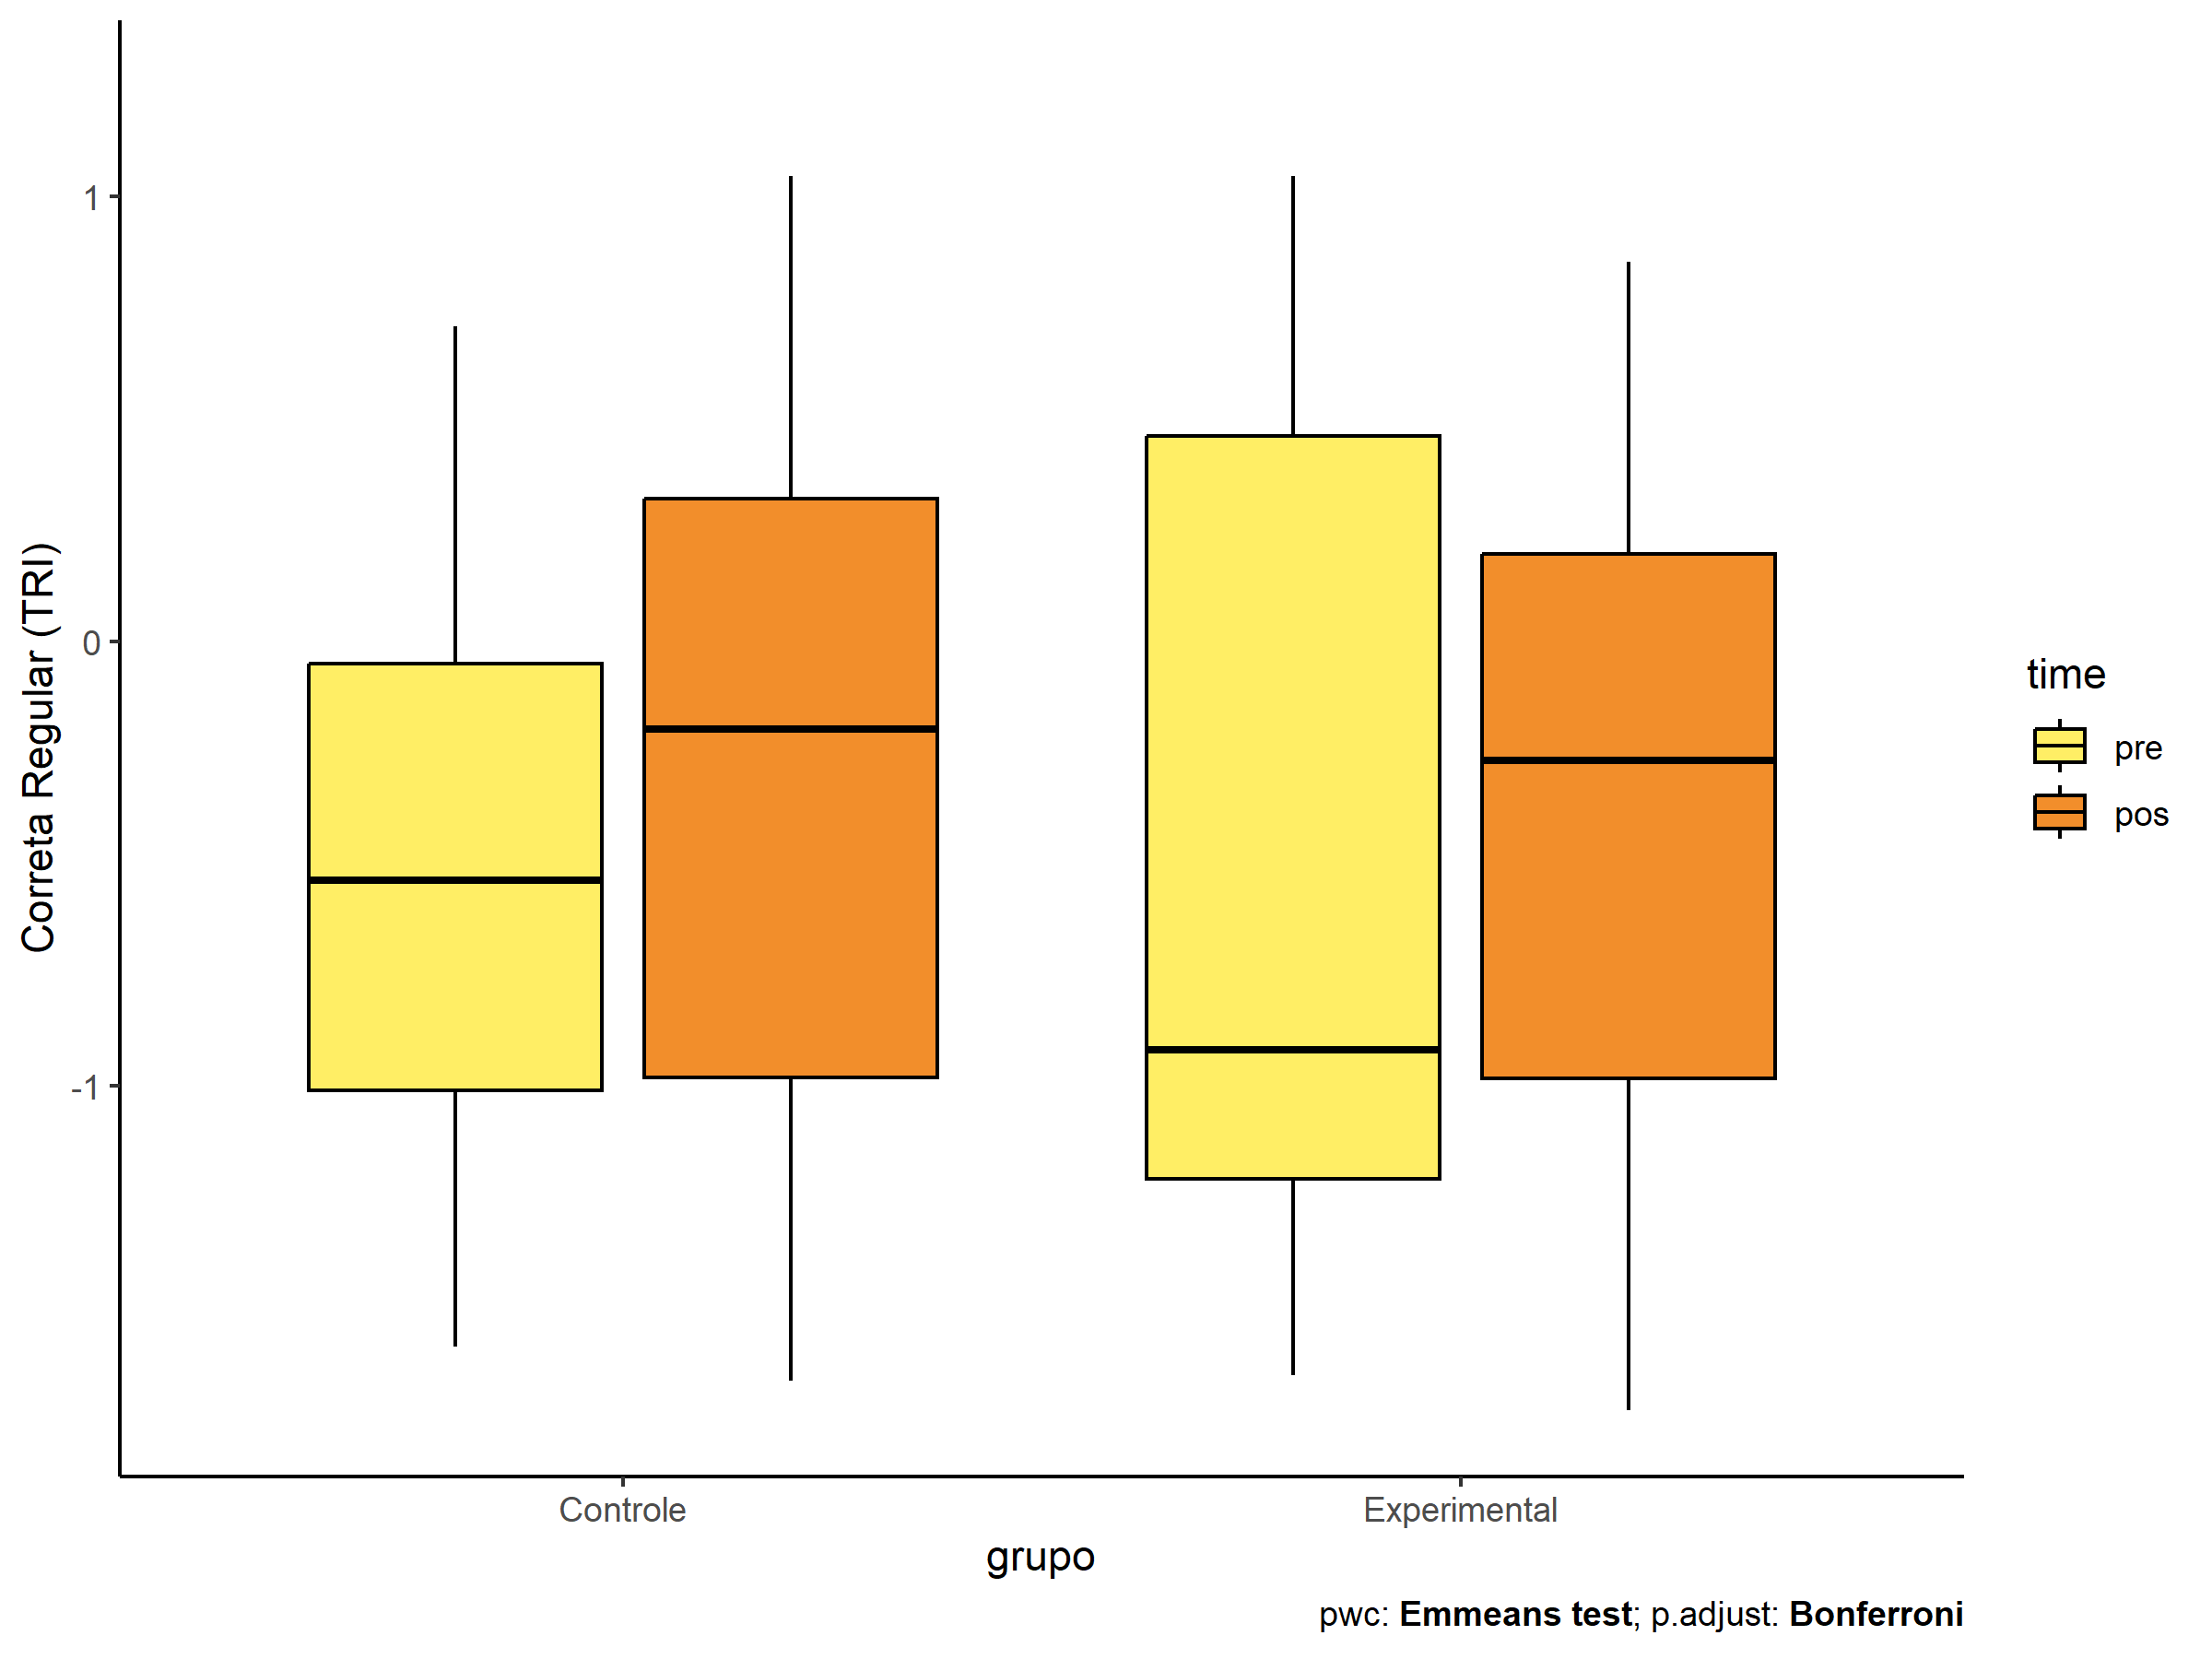 Correta Regular (TRI)
1
0
-1
Controle
Experimental
grupo
time
pre
pos
pwc: Emmeans test; p.adjust: Bonferroni